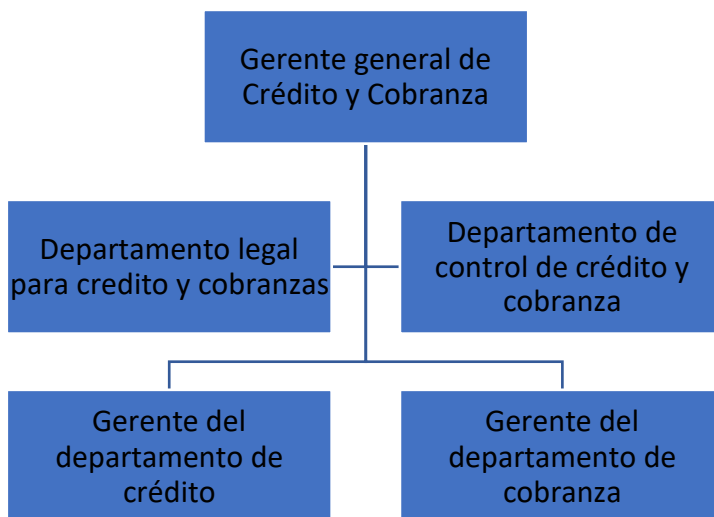 Gerente general de
Crédito y Cobranza
Departamento legal
para credito y cobranzas
Departamento de
control de crédito y
cobranza
Gerente del
departamento de
crédito
Gerente del
departamento de
cobranza